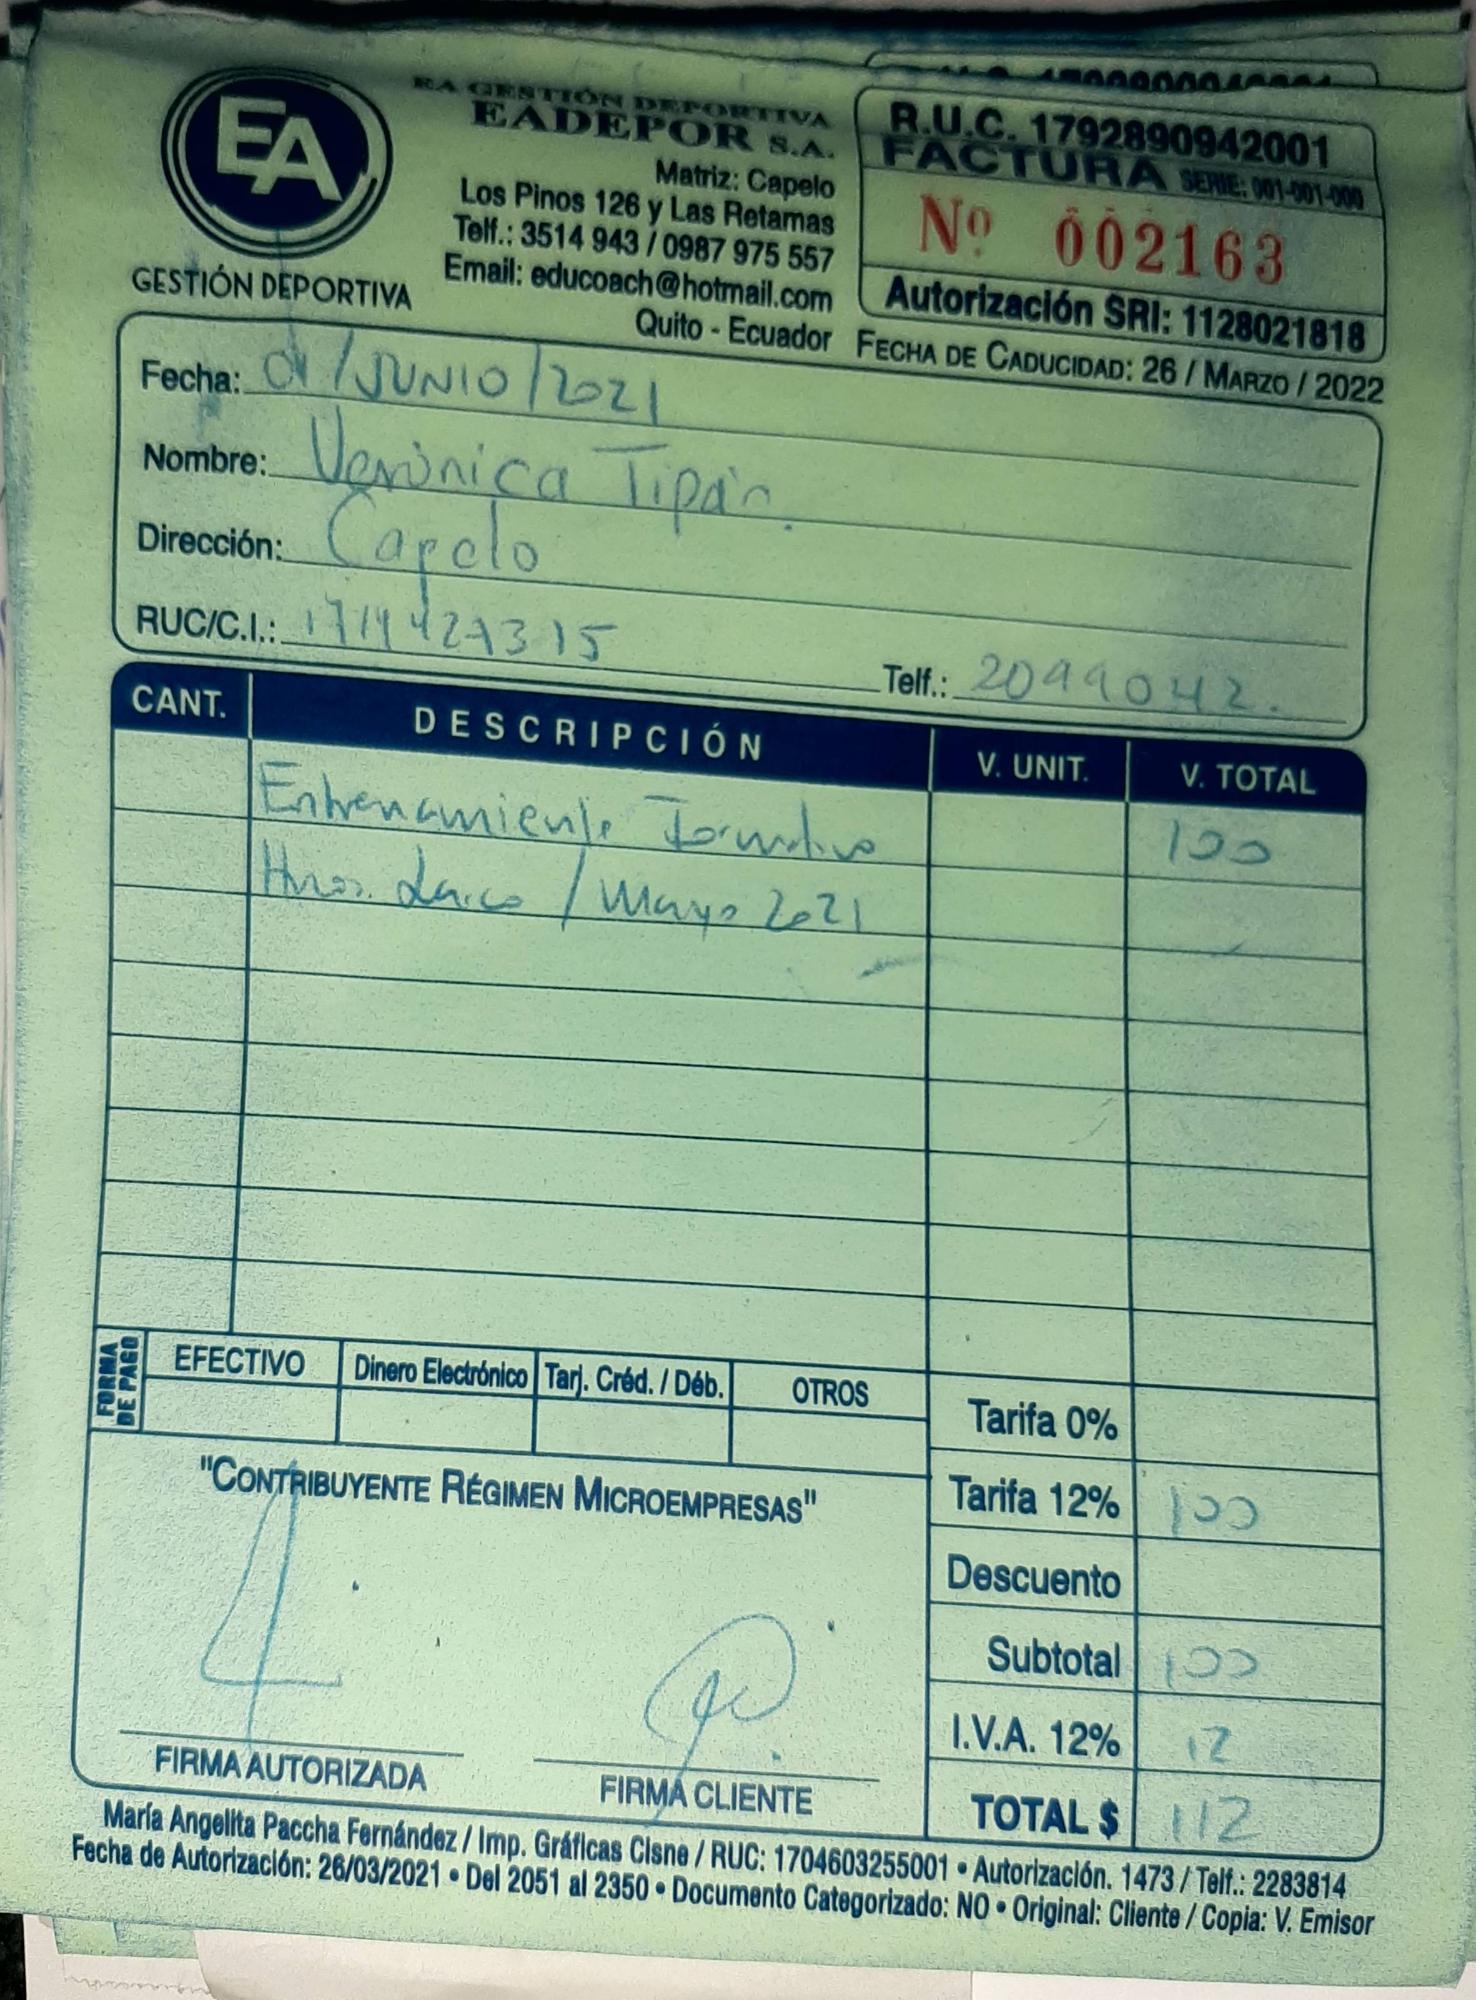 EA
GESTIÓN DEPORTIVA
EA GESTIÓN DEPORTIVA
EADEPOR S.A.
Matriz: Capelo
Los Pinos 126 y Las Retamas
Telf.: 3514 943 / 0987 975 557
Email: educoach@hotmail.com
Quito - Ecuador
R.U.C. 1792890942001
FACTURA SERIE: 001-001-000
Nº 002163
Autorización SRI: 1128021818
FECHA DE CADUCIDAD: 26 / MARZO / 2022
Fecha: 01/JUNIO/2021
Nombre: Verónica Tipán.
Dirección: Capelo
RUC/C.I.: 1714427315
Telf.: 2099042.
CANT. DESCRIPCIÓN V. UNIT. V. TOTAL
Entrenamiento Formativo 100
Hnos. / Mayo 2021
FORMA DE PAGO
EFECTIVO Dinero Electrónico Tarj. Créd. / Déb. OTROS
Tarifa 0%
"CONTRIBUYENTE RÉGIMEN MICROEMPRESAS"
Tarifa 12% 100
Descuento
Subtotal 100
I.V.A. 12% 12
TOTAL $ 112
FIRMA AUTORIZADA FIRMA CLIENTE
María Angelita Paccha Fernández / Imp. Gráficas Cisne / RUC: 1704603255001 • Autorización. 1473 / Telf.: 2283814
Fecha de Autorización: 26/03/2021 • Del 2051 al 2350 • Documento Categorizado: NO • Original: Cliente / Copia: V. Emisor